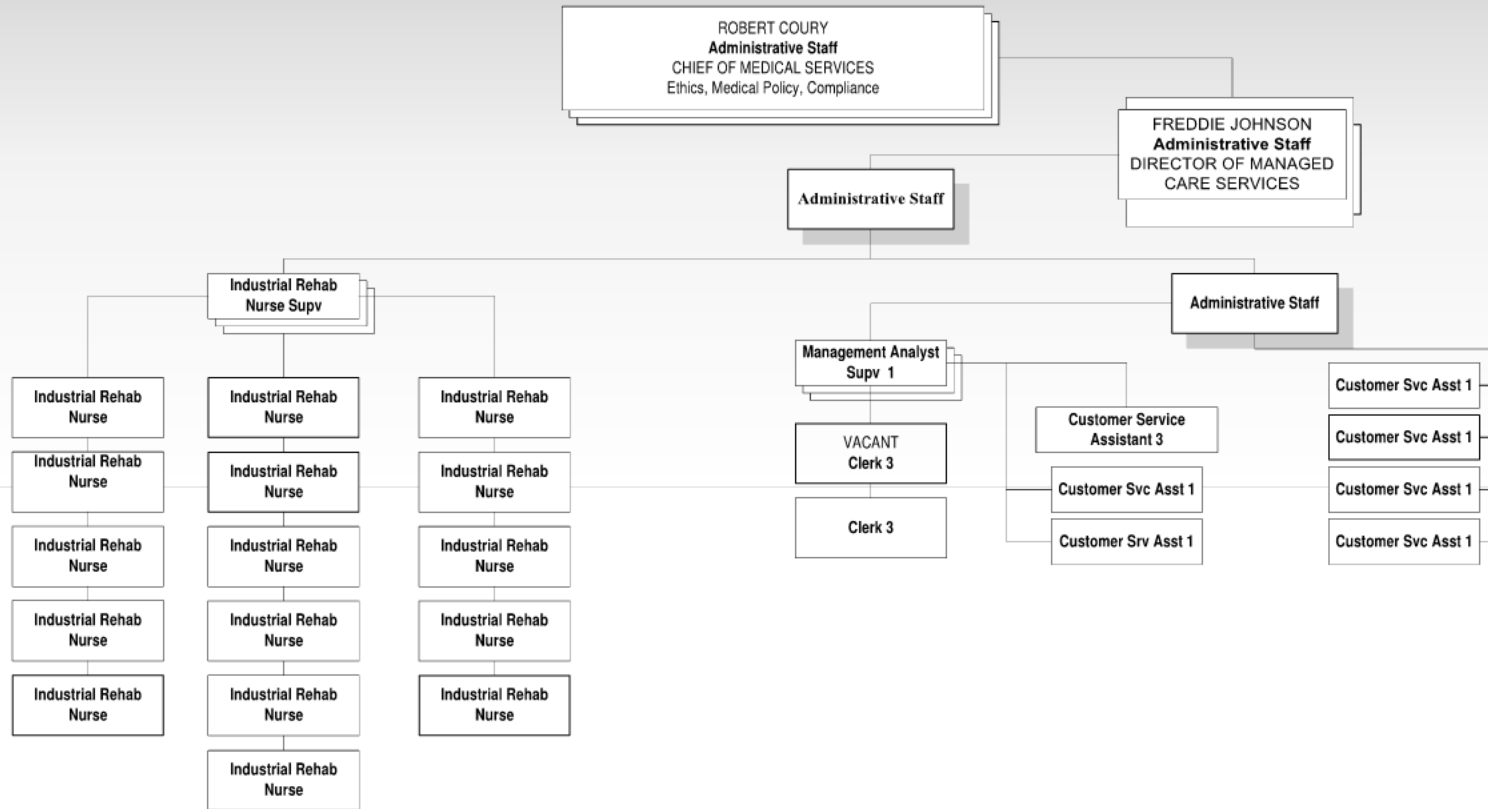 ROBERT COURY
Administrative Staff
CHIEF OF MEDICAL SERVICES
Ethics, Medical Policy, Compliance
FREDDIE JOHNSON
Administrative Staff
DIRECTOR OF MANAGED
CARE SERVICES
Administrative Staff
Industrial Rehab
Nurse Supv
Administrative Staff
Management Analyst
Supv 1
Industrial Rehab
Nurse
Industrial Rehab
Nurse
Industrial Rehab
Nurse
Industrial Rehab
Nurse
Industrial Rehab
Nurse
Industrial Rehab
Nurse
Industrial Rehab
Nurse
Industrial Rehab
Nurse
Industrial Rehab
Nurse
Industrial Rehab
Nurse
Industrial Rehab
Nurse
Industrial Rehab
Nurse
Industrial Rehab
Nurse
Industrial Rehab
Nurse
Industrial Rehab
Nurse
Industrial Rehab
Nurse
VACANT
Clerk 3
Clerk 3
Customer Service
Assistant 3
Customer Svc Asst 1
Customer Srv Asst 1
Customer Svc Asst 1
Customer Svc Asst 1
Customer Svc Asst 1
Customer Svc Asst 1